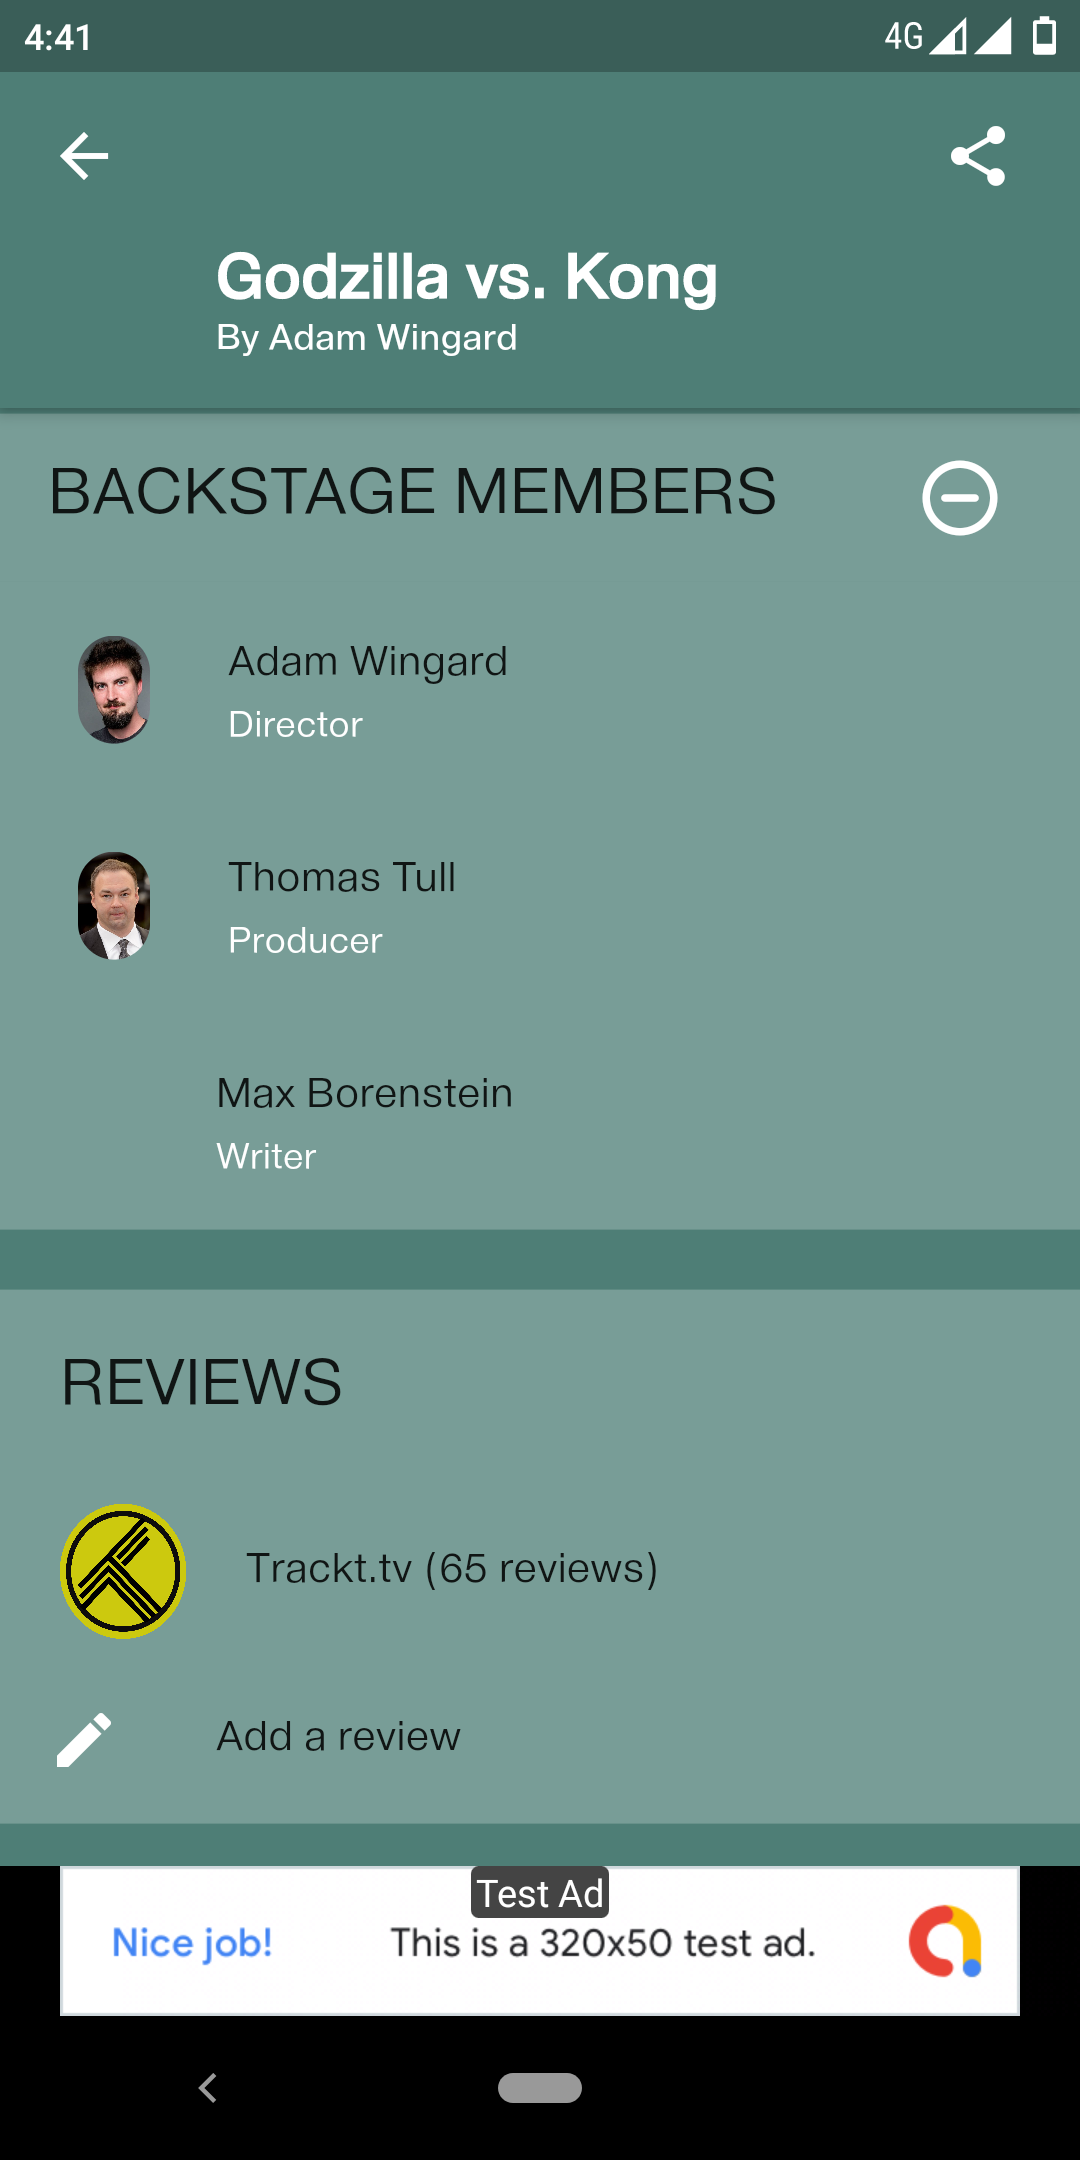 4:41
4G
Godzilla vs. Kong
By Adam Wingard
BACKSTAGE MEMBERS
Adam Wingard
Director
Thomas Tull
Producer
Max Borenstein
Writer
REVIEWS
Trackt.tv (65 reviews)
Add a review
Test Ad
Nice job!
This is a 320x50 test ad.